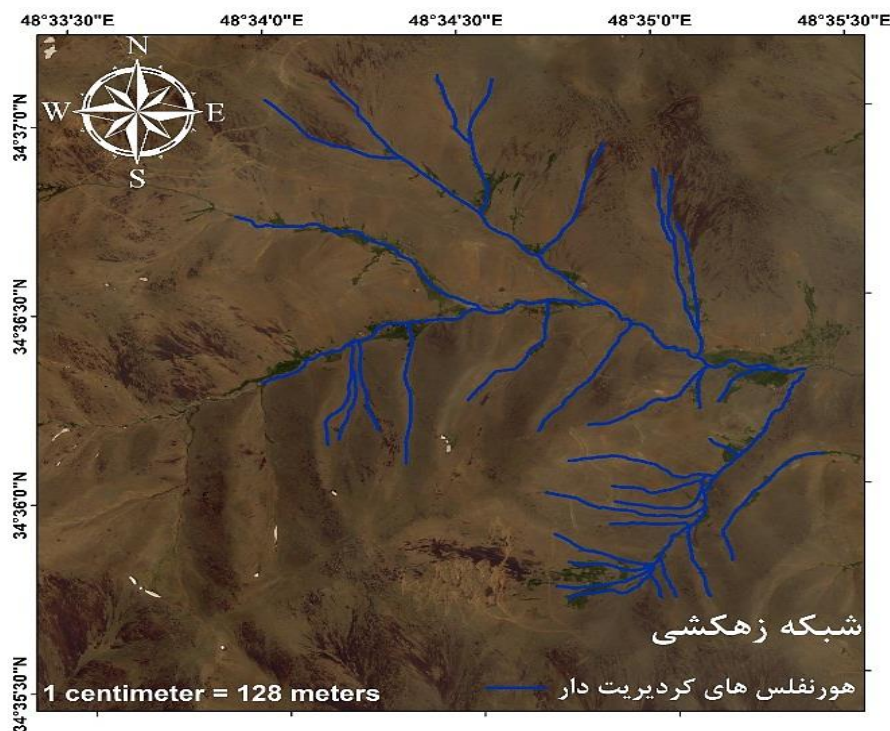 48°33'30"E 48°34'0"E 48°34'30"E 48°35'0"E 48°35'30"E
N
W E
S
34°37'0"N
34°36'30"N
34°36'0"N
34°35'30"N
شبکه زهکشی
هورنفلس های کردیریت دار
1 centimeter = 128 meters